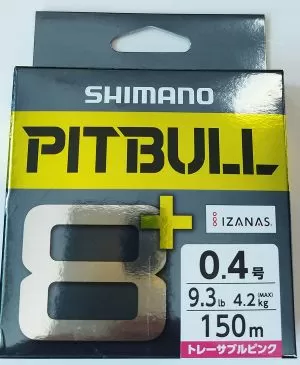 SHIMANO
PITBULL
8+
IZANAS
0.4号
9.3lb 4.2kg (MAX)
150m
トレーサブルピンク